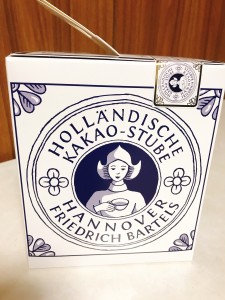 HOLLÄNDISCHE
KAKAO-STUBE
HANNOVER
FRIEDRICH BARTELS